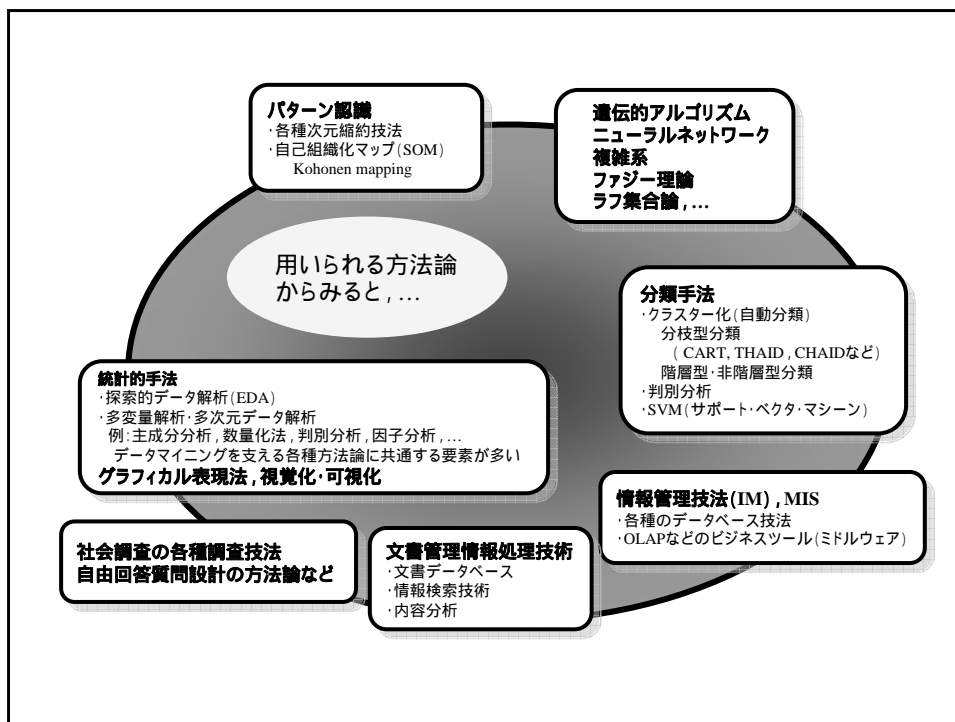 パターン認識
・各種次元縮約技法
・自己組織化マップ(SOM)
Kohonen mapping
遺伝的アルゴリズム
ニューラルネットワーク
複雑系
ファジー理論
ラフ集合論 , …
用いられる方法論
からみると , …
分類手法
・クラスター化(自動分類)
分枝型分類
( CART, THAID , CHAIDなど)
階層型・非階層型分類
・判別分析
・SVM(サポート・ベクタ・マシーン)
統計的手法
・探索的データ解析(EDA)
・多変量解析・多次元データ解析
例:主成分分析 , 数量化法 , 判別分析 , 因子分析 , …
データマイニングを支える各種方法論に共通する要素が多い
グラフィカル表現法 , 視覚化・可視化
情報管理技法(IM) , MIS
・各種のデータベース技法
・OLAPなどのビジネスツール(ミドルウェア)
社会調査の各種調査技法
自由回答質問設計の方法論など
文書管理情報処理技術
・文書データベース
・情報検索技術
・内容分析